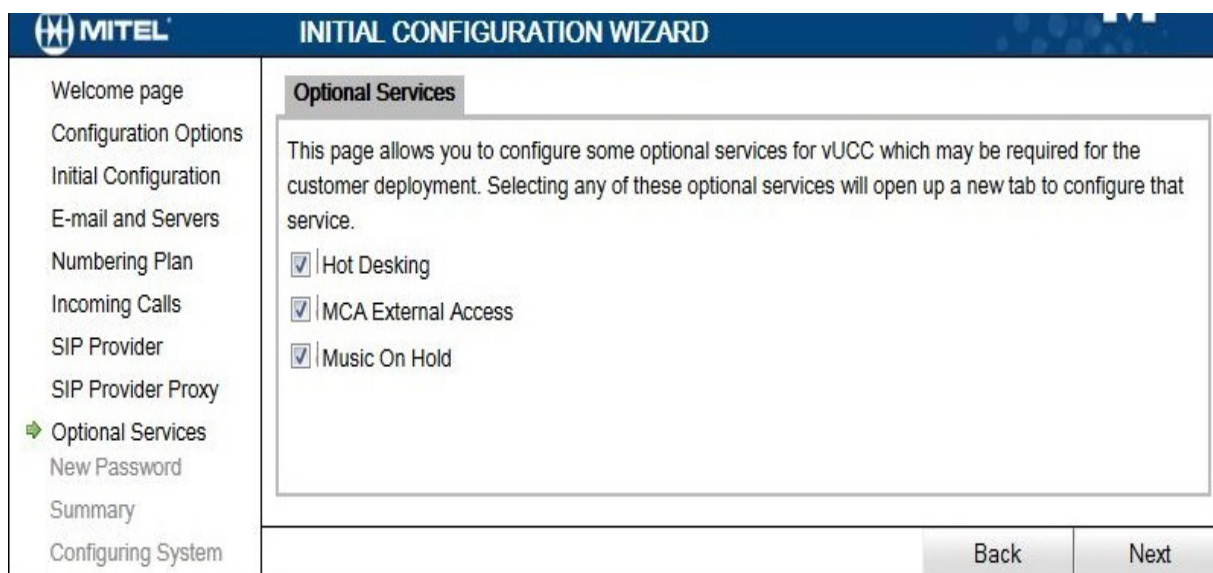 MITEL
INITIAL CONFIGURATION WIZARD
Welcome page
Configuration Options
Initial Configuration
E-mail and Servers
Numbering Plan
Incoming Calls
SIP Provider
SIP Provider Proxy
Optional Services
New Password
Summary
Configuring System
Optional Services
This page allows you to configure some optional services for vUCC which may be required for the
customer deployment. Selecting any of these optional services will open up a new tab to configure that
service.
Hot Desking
MCA External Access
Music On Hold
Back
Next